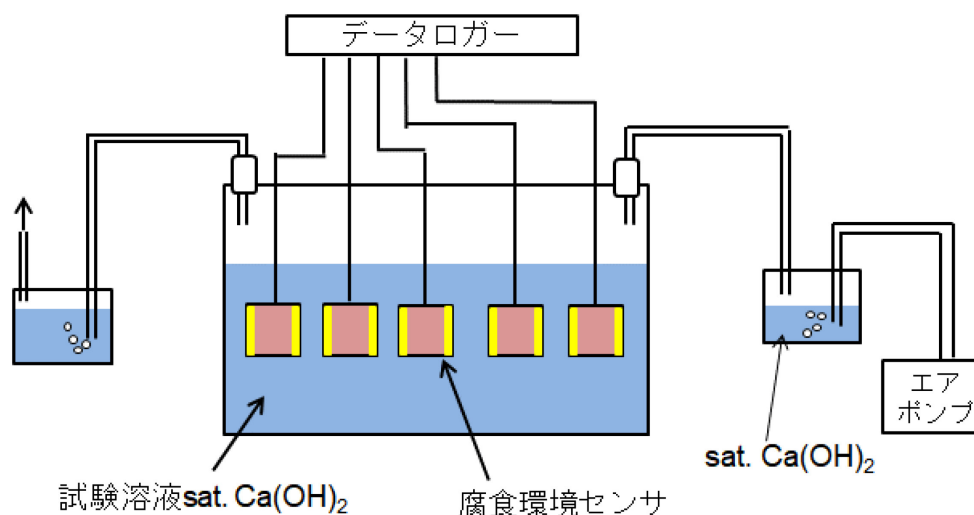 データロガー
エア
ポンプ
sat. Ca(OH)₂
試験溶液sat. Ca(OH)₂
腐食環境センサ